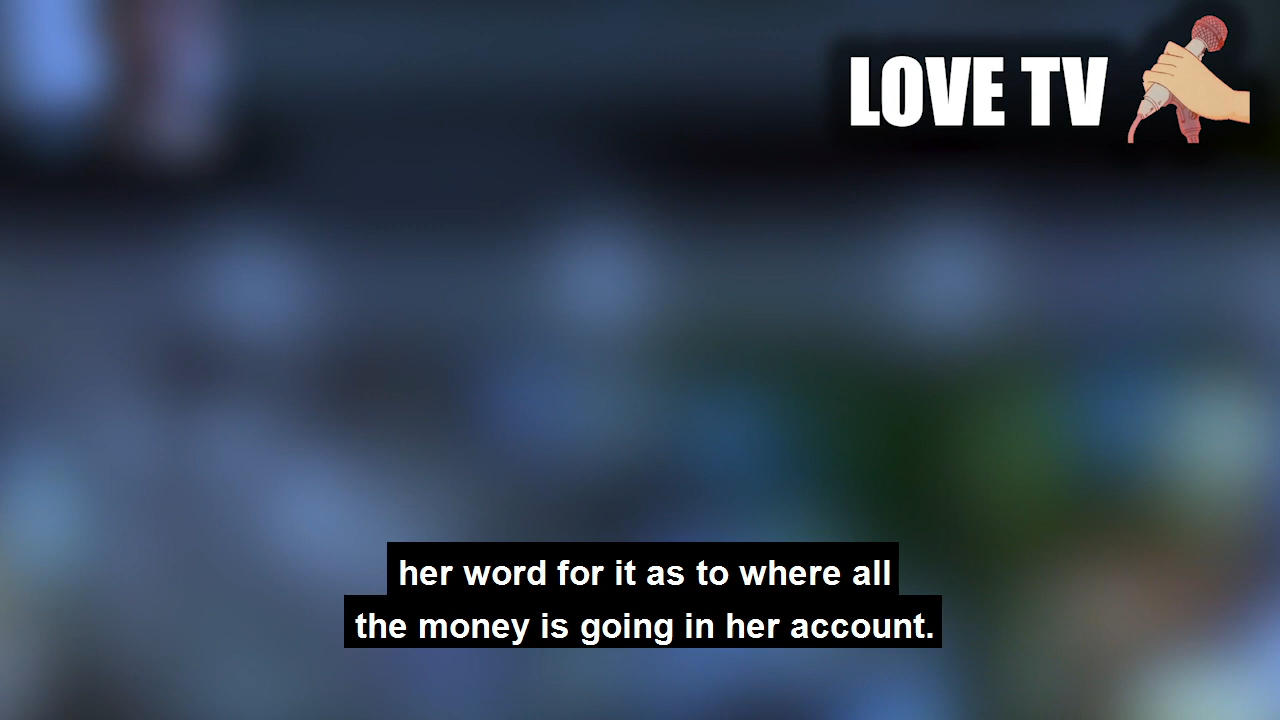 LOVE TV
her word for it as to where all
the money is going in her account.